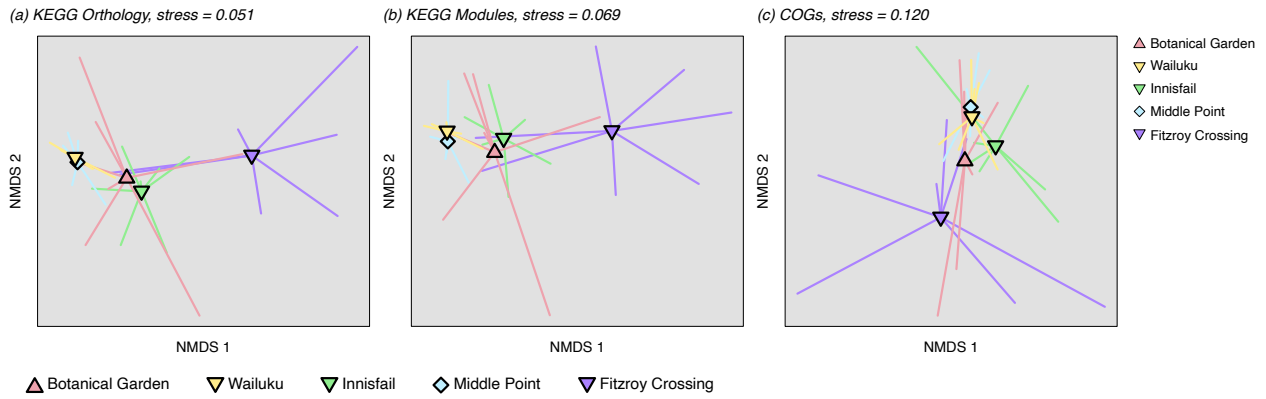 (a) KEGG Orthology, stress = 0.051
(b) KEGG Modules, stress = 0.069
(c) COGs, stress = 0.120
NMDS 2
NMDS 1
NMDS 2
NMDS 1
NMDS 2
NMDS 1
Botanical Garden
Wailuku
Innisfail
Middle Point
Fitzroy Crossing
Botanical Garden
Wailuku
Innisfail
Middle Point
Fitzroy Crossing